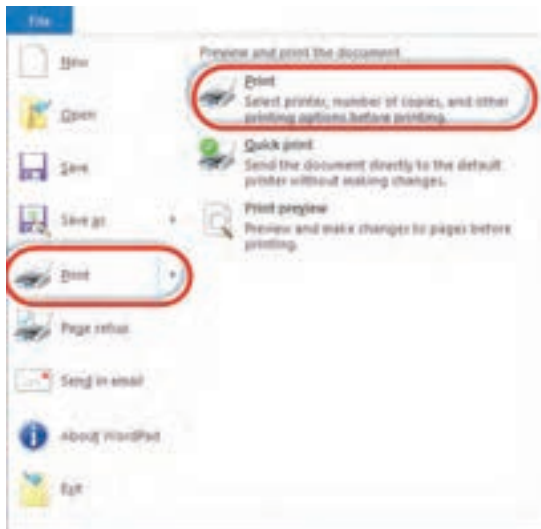 File
New
Open
Save
Save as
Print
Page setup
Send in email
About WordPad
Exit
Preview and print the document
Print
Select printer, number of copies, and other
printing options before printing.
Quick print
Send the document directly to the default
printer without making changes.
Print preview
Preview and make changes to pages before
printing.